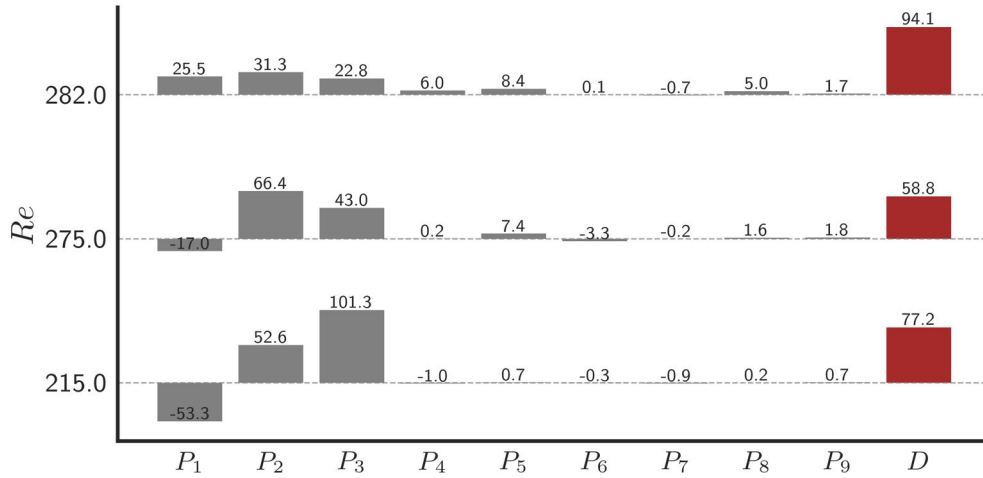 94.1
25.5 31.3 22.8 6.0 8.4 0.1 -0.7 5.0 1.7
282.0
66.4 43.0 58.8
Re
275.0 -17.0 0.2 7.4 -3.3 -0.2 1.6 1.8
101.3
52.6 77.2
215.0 -1.0 0.7 -0.3 -0.9 0.2 0.7
-53.3
P₁ P₂ P₃ P₄ P₅ P₆ P₇ P₈ P₉ D